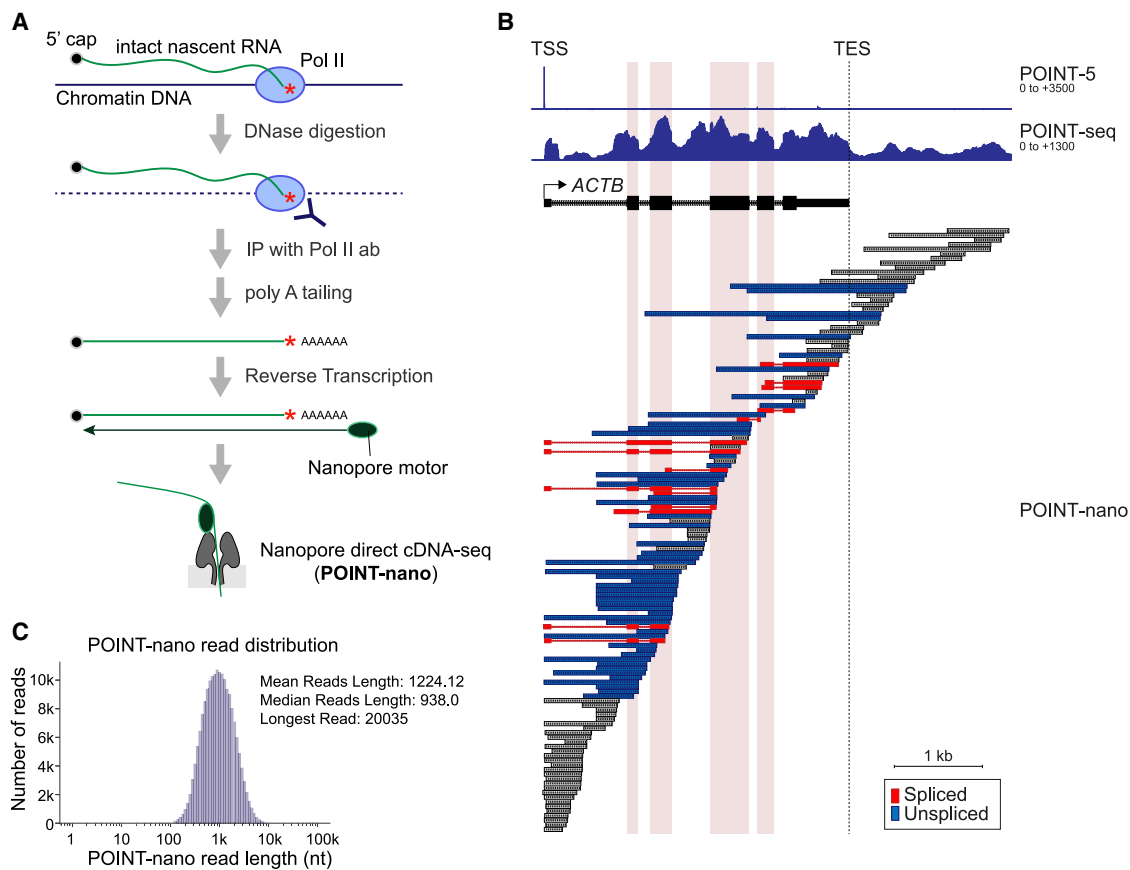 A
5' cap
intact nascent RNA
Pol II
*
Chromatin DNA
DNase digestion
*
IP with Pol II ab
poly A tailing
* AAAAAA
Reverse Transcription
* AAAAAA
Nanopore motor
Nanopore direct cDNA-seq
(POINT-nano)
B
TSS
TES
POINT-5
0 to +3500
POINT-seq
0 to +1300
ACTB
POINT-nano
1 kb
Spliced
Unspliced
C
POINT-nano read distribution
Mean Reads Length: 1224.12
Median Reads Length: 938.0
Longest Read: 20035
Number of reads
10k
8k
6k
4k
2k
0
1 10 100 1k 10k 100k
POINT-nano read length (nt)